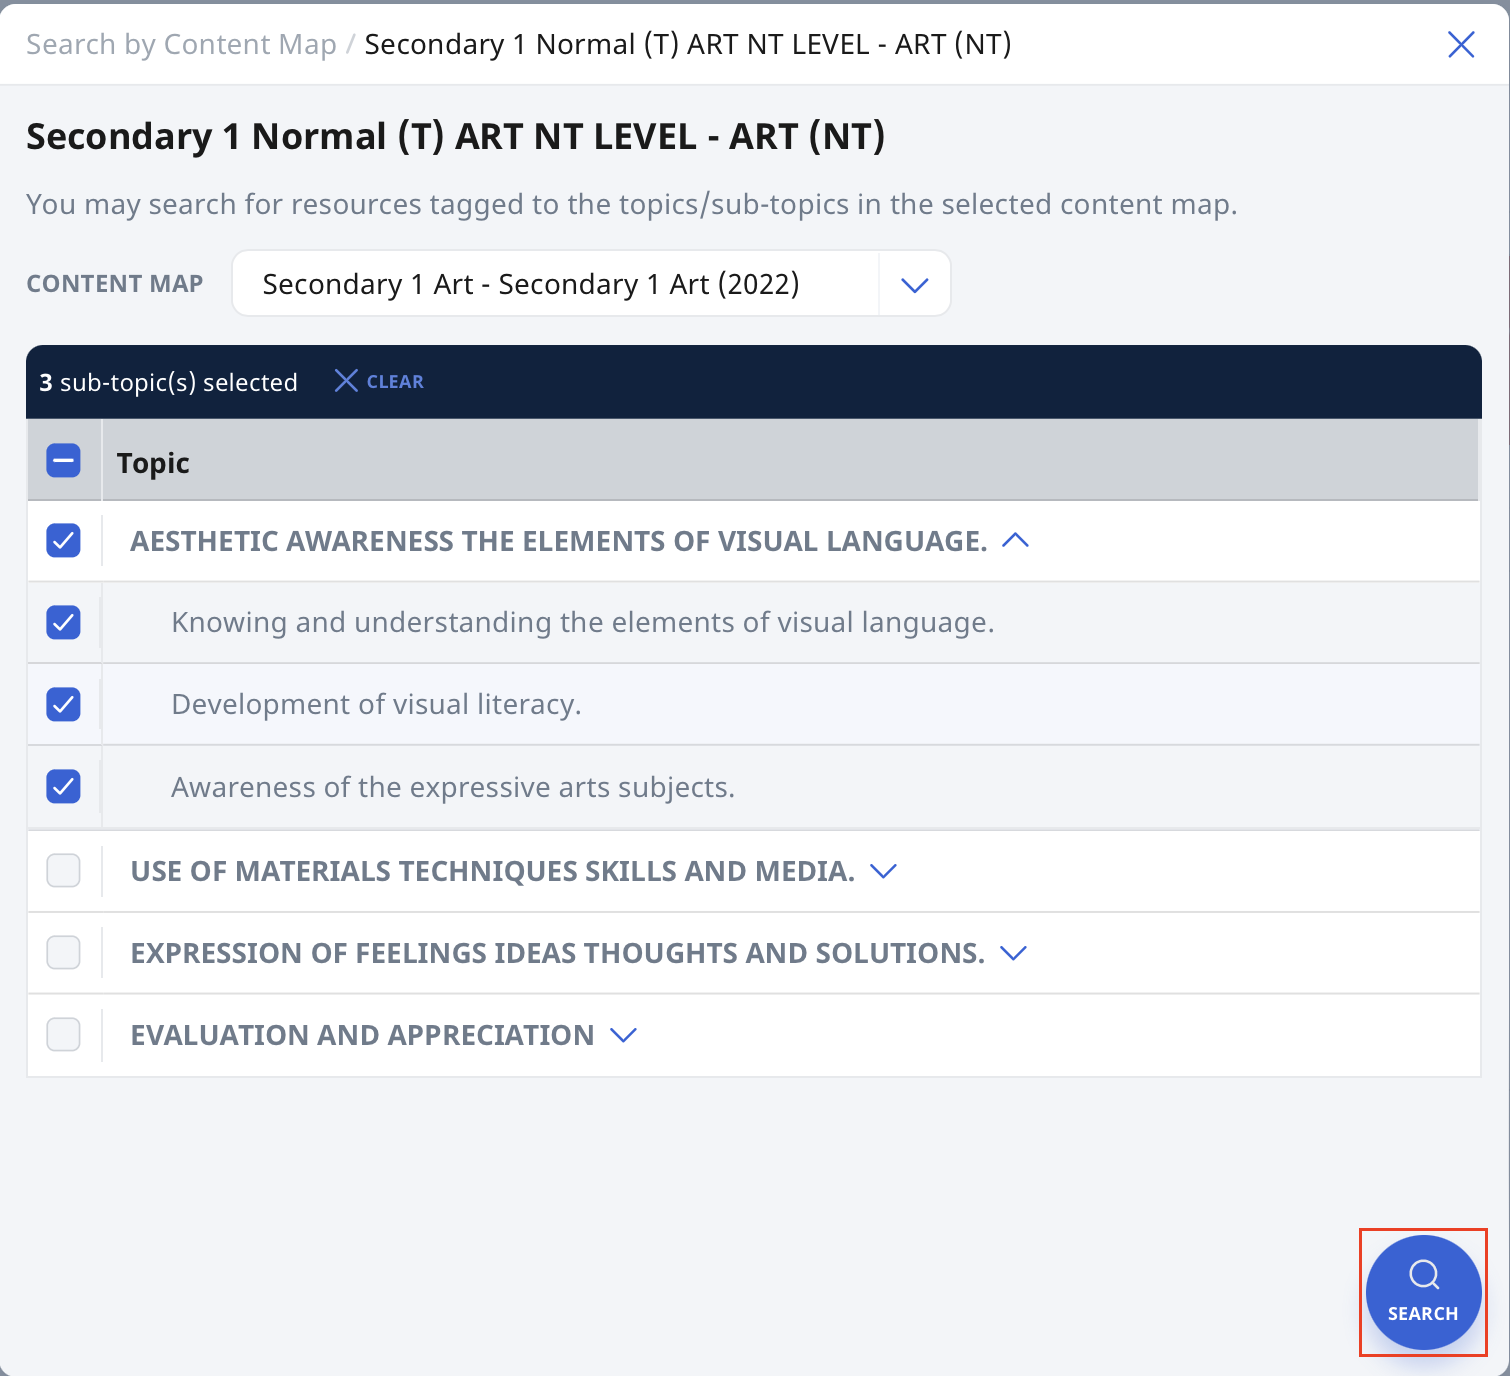 Search by Content Map / Secondary 1 Normal (T) ART NT LEVEL - ART (NT)
Secondary 1 Normal (T) ART NT LEVEL - ART (NT)
You may search for resources tagged to the topics/sub-topics in the selected content map.
CONTENT MAP Secondary 1 Art - Secondary 1 Art (2022)
3 sub-topic(s) selected CLEAR
Topic
AESTHETIC AWARENESS THE ELEMENTS OF VISUAL LANGUAGE.
Knowing and understanding the elements of visual language.
Development of visual literacy.
Awareness of the expressive arts subjects.
USE OF MATERIALS TECHNIQUES SKILLS AND MEDIA.
EXPRESSION OF FEELINGS IDEAS THOUGHTS AND SOLUTIONS.
EVALUATION AND APPRECIATION
SEARCH